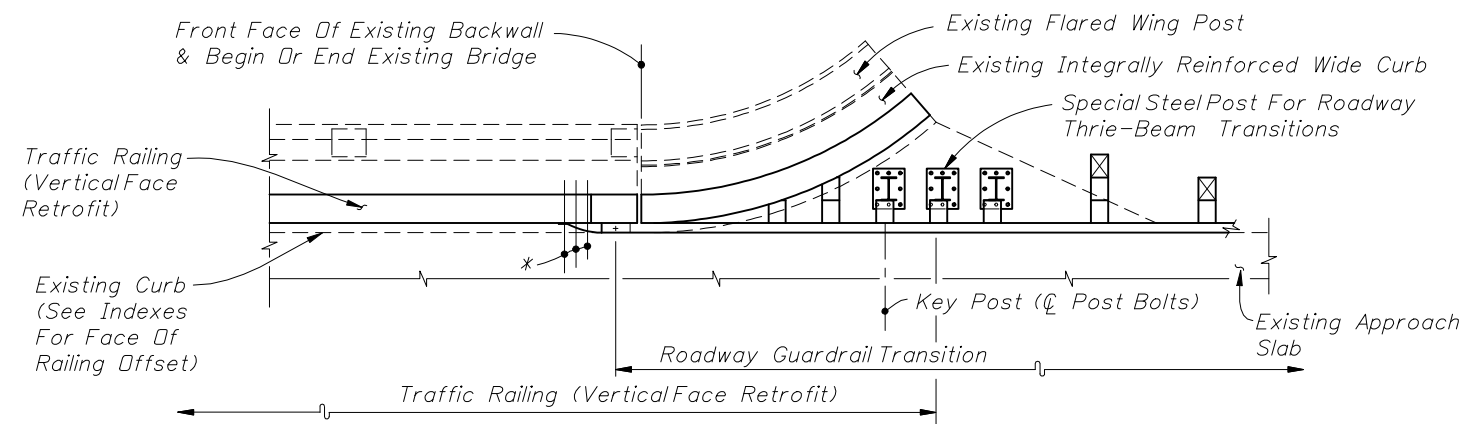 Front Face Of Existing Backwall
& Begin Or End Existing Bridge
Existing Flared Wing Post
Existing Integrally Reinforced Wide Curb
Special Steel Post For Roadway
Thrie-Beam Transitions
Traffic Railing
(Vertical Face
Retrofit)
*
Existing Curb
(See Indexes
For Face Of
Railing Offset)
Key Post (℄ Post Bolts)
Existing Approach
Slab
Roadway Guardrail Transition
Traffic Railing (Vertical Face Retrofit)